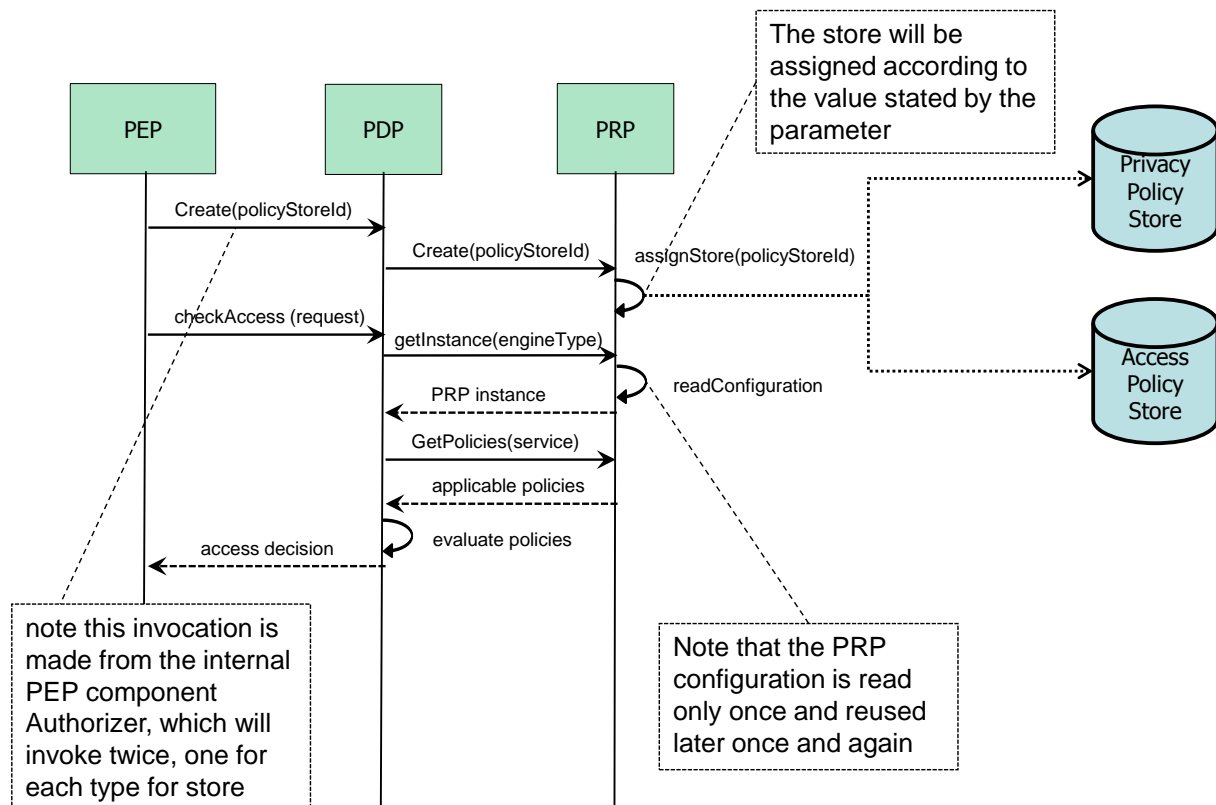 The store will be
assigned according to
the value stated by the
parameter
PEP
PDP
PRP
Privacy
Policy
Store
Create(policyStoreId)
Create(policyStoreId)
assignStore(policyStoreId)
checkAccess (request)
getInstance(engineType)
Access
Policy
Store
readConfiguration
PRP instance
GetPolicies(service)
applicable policies
evaluate policies
access decision
note this invocation is
made from the internal
PEP component
Authorizer, which will
invoke twice, one for
each type for store
Note that the PRP
configuration is read
only once and reused
later once and again